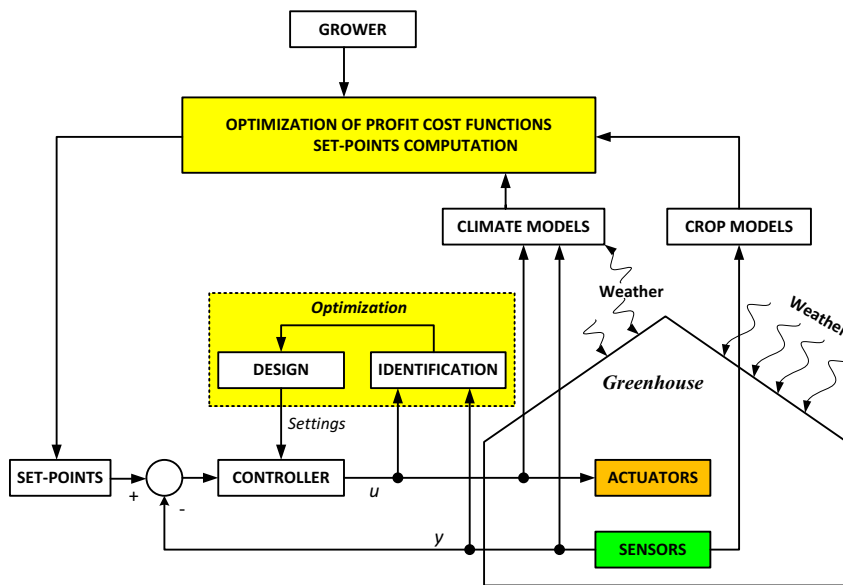 GROWER
OPTIMIZATION OF PROFIT COST FUNCTIONS
SET-POINTS COMPUTATION
CLIMATE MODELS
CROP MODELS
Weather
Weather
Optimization
DESIGN
IDENTIFICATION
Greenhouse
Settings
SET-POINTS
+
-
CONTROLLER
u
ACTUATORS
y
SENSORS